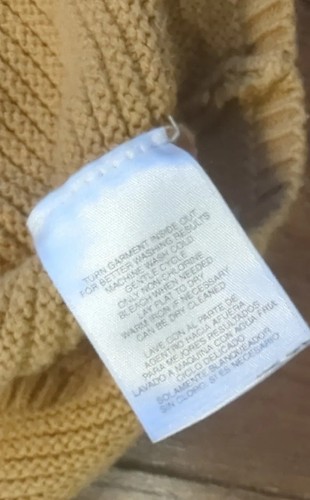 TURN GARMENT INSIDE OUT
FOR BETTER WASHING RESULTS
MACHINE WASH COLD
GENTLE CYCLE
ONLY NON-CHLORINE
BLEACH WHEN NEEDED
LAY FLAT TO DRY
WARM IRON IF NECESSARY
CAN BE DRY CLEANED
LAVE CON AL PARTE DE
ADENTRO HACIA AFUERA
PARA MEJORES RESULTADOS
LAVADO A MAQUINA CON AGUA FRIA
CICLO DELICADO
SOLAMENTE BLANQUEADOR
SIN CLORO, SI ES NECESARIO